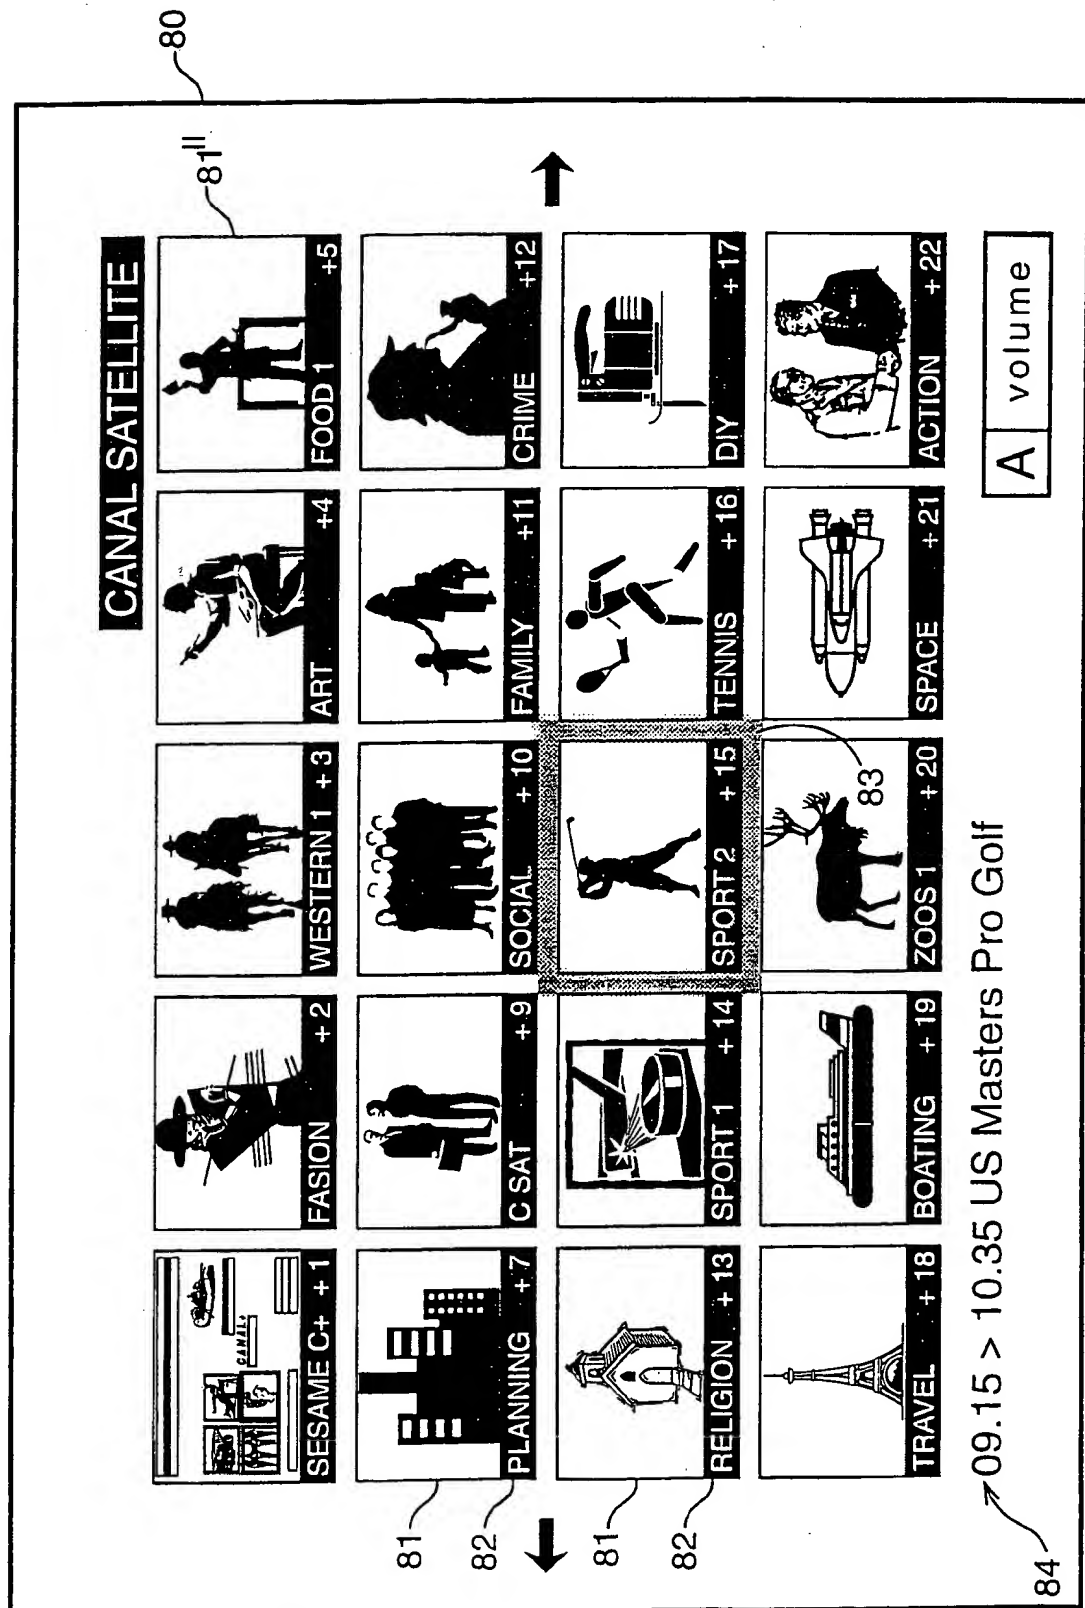 80
81"
CANAL SATELLITE
SESAME C+ + 1
FASION + 2
WESTERN 1 + 3
ART +4
FOOD 1 +5
81
82
PLANNING + 7
C SAT + 9
SOCIAL + 10
FAMILY +11
CRIME +12
81
82
RELIGION + 13
SPORT 1 + 14
SPORT 2 + 15
TENNIS + 16
DIY + 17
83
TRAVEL + 18
BOATING + 19
ZOOS 1 + 20
SPACE + 21
ACTION + 22
84
09.15 > 10.35 US Masters Pro Golf
A volume
CANAL+